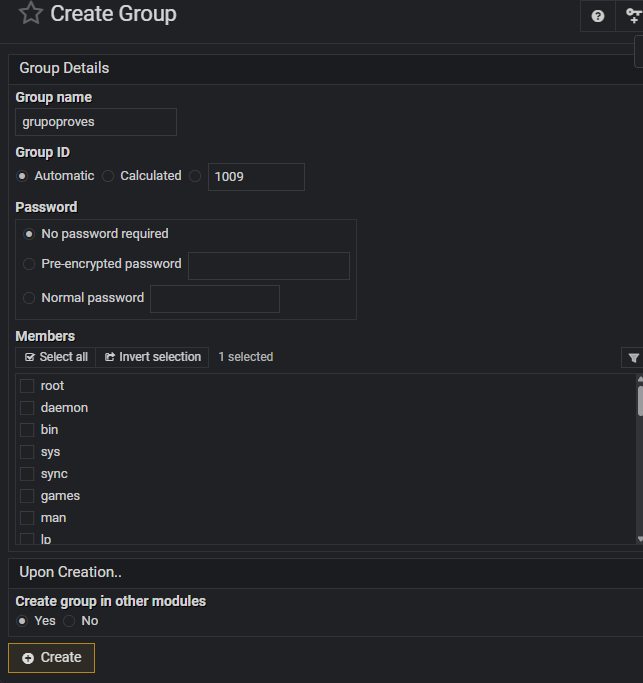 Create Group
Group Details
Group name
grupoproves
Group ID
Automatic Calculated 1009
Password
No password required
Pre-encrypted password
Normal password
Members
Select all Invert selection 1 selected
root
daemon
bin
sys
sync
games
man
lp
Upon Creation..
Create group in other modules
Yes No
Create